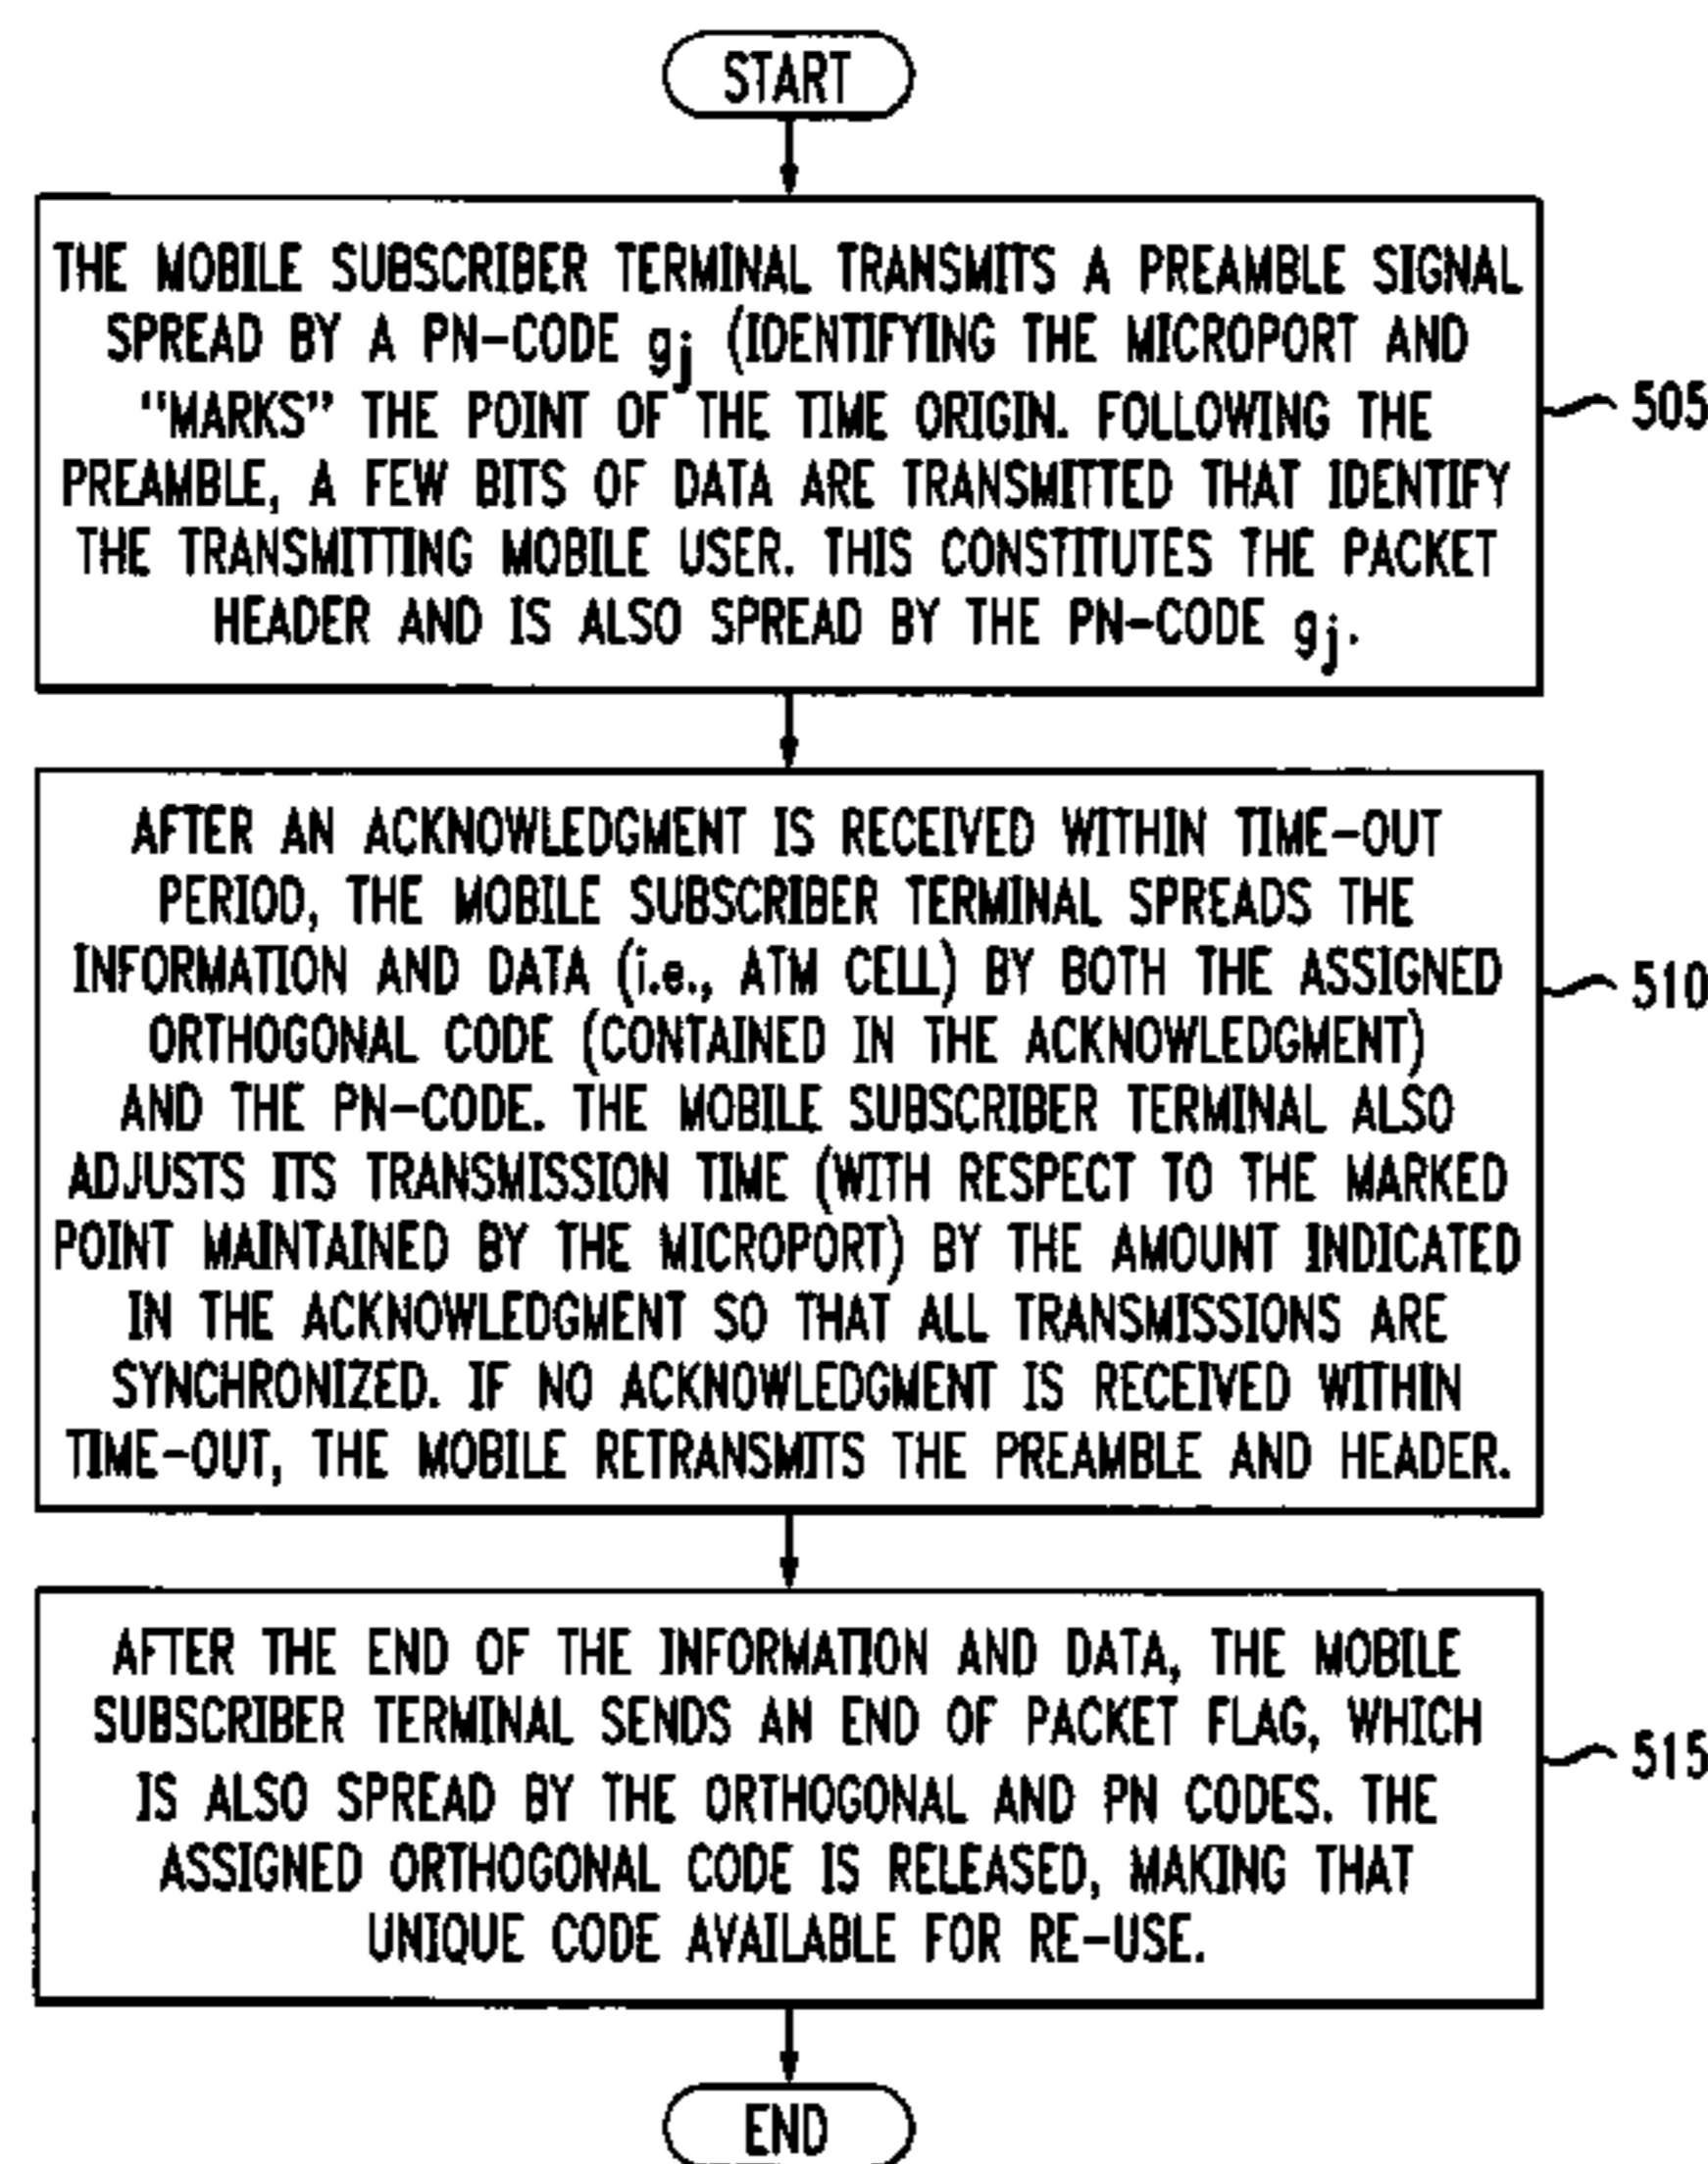 START
THE MOBILE SUBSCRIBER TERMINAL TRANSMITS A PREAMBLE SIGNAL
SPREAD BY A PN-CODE gj (IDENTIFYING THE MICROPORT AND
"MARKS" THE POINT OF THE TIME ORIGIN. FOLLOWING THE
PREAMBLE, A FEW BITS OF DATA ARE TRANSMITTED THAT IDENTIFY
THE TRANSMITTING MOBILE USER. THIS CONSTITUTES THE PACKET
HEADER AND IS ALSO SPREAD BY THE PN-CODE gj.
505
AFTER AN ACKNOWLEDGMENT IS RECEIVED WITHIN TIME-OUT
PERIOD, THE MOBILE SUBSCRIBER TERMINAL SPREADS THE
INFORMATION AND DATA (i.e., ATM CELL) BY BOTH THE ASSIGNED
ORTHOGONAL CODE (CONTAINED IN THE ACKNOWLEDGMENT)
AND THE PN-CODE. THE MOBILE SUBSCRIBER TERMINAL ALSO
ADJUSTS ITS TRANSMISSION TIME (WITH RESPECT TO THE MARKED
POINT MAINTAINED BY THE MICROPORT) BY THE AMOUNT INDICATED
IN THE ACKNOWLEDGMENT SO THAT ALL TRANSMISSIONS ARE
SYNCHRONIZED. IF NO ACKNOWLEDGMENT IS RECEIVED WITHIN
TIME-OUT, THE MOBILE RETRANSMITS THE PREAMBLE AND HEADER.
510
AFTER THE END OF THE INFORMATION AND DATA, THE MOBILE
SUBSCRIBER TERMINAL SENDS AN END OF PACKET FLAG, WHICH
IS ALSO SPREAD BY THE ORTHOGONAL AND PN CODES. THE
ASSIGNED ORTHOGONAL CODE IS RELEASED, MAKING THAT
UNIQUE CODE AVAILABLE FOR RE-USE.
515
END